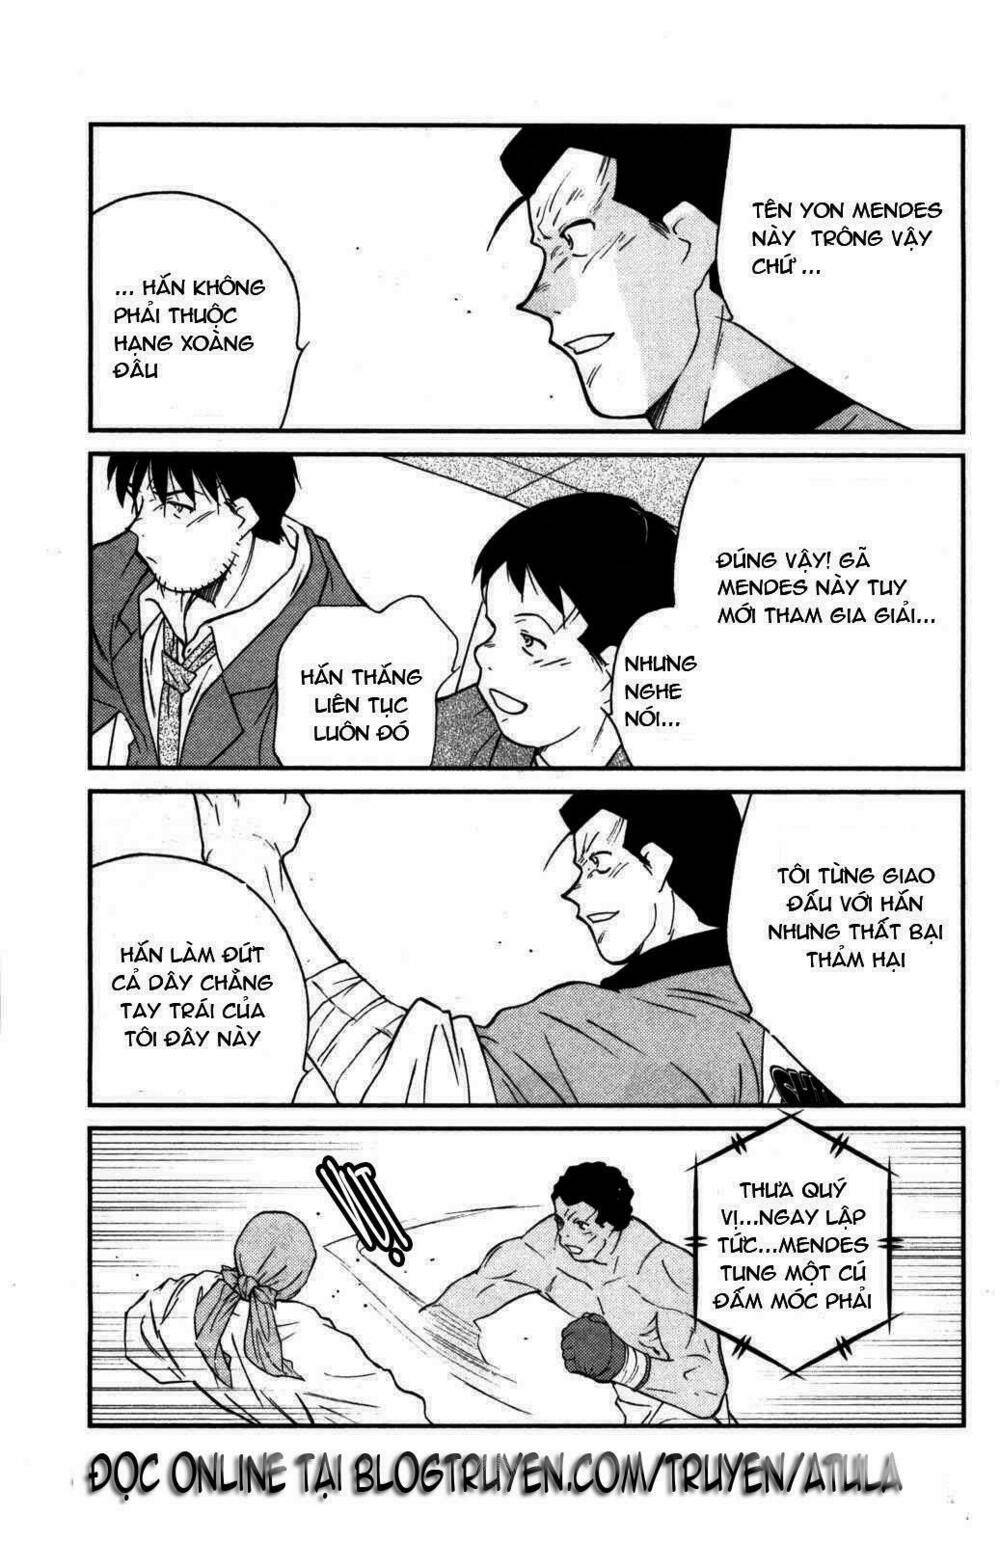 TÊN YON MENDES
NÀY TRÔNG VẬY
CHỨ ...
... HẮN KHÔNG
PHẢI THUỘC
HẠNG XOÀNG
ĐÂU
ĐÚNG VẬY! GÃ
MENDES NÀY TUY
MỚI THAM GIA GIẢI...
NHƯNG
NGHE
NÓI...
HẮN THẮNG
LIÊN TỤC
LUÔN ĐÓ
TÔI TỪNG GIAO
ĐẤU VỚI HẮN
NHƯNG THẤT BẠI
THẢM HẠI
HẮN LÀM ĐỨT
CẢ DÂY CHẰNG
TAY TRÁI CỦA
TÔI ĐÂY NÀY
THƯA QUÝ
VỊ...NGAY LẬP
TỨC...MENDES
TUNG MỘT CÚ
ĐẤM MÓC PHẢI
ĐỌC ONLINE TẠI BLOGTRUYEN.COM/TRUYEN/ATULA